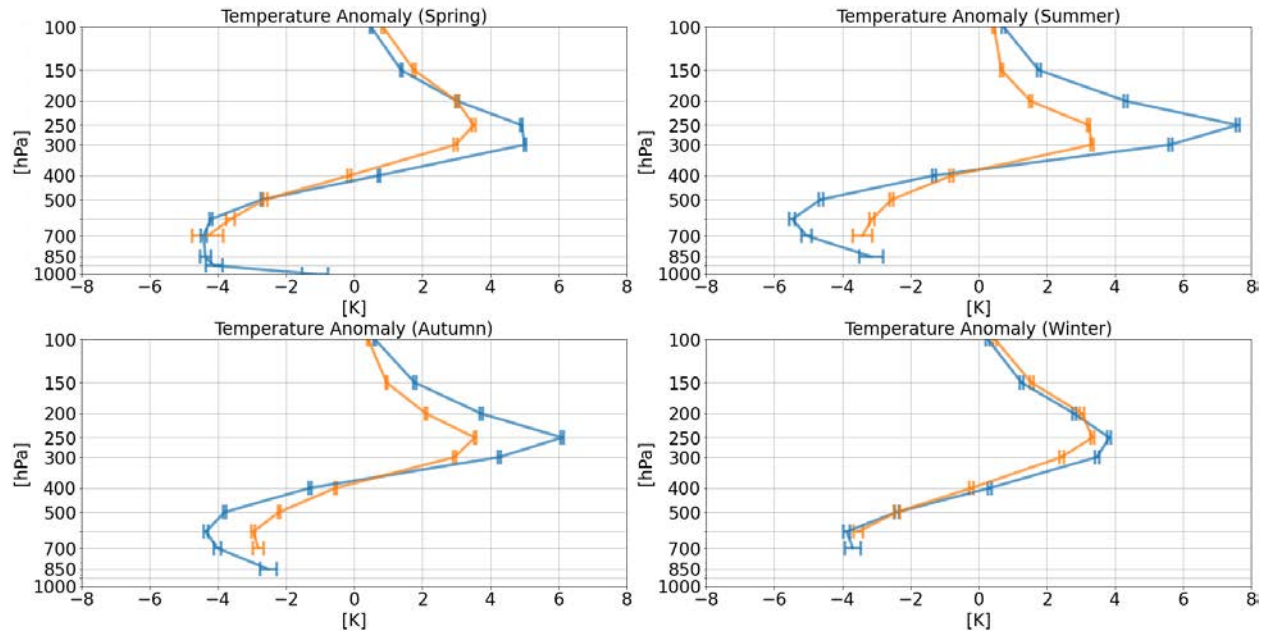 Temperature Anomaly (Spring)
100
150
200
250
300
400
500
700
850
1000
[hPa]
−8 −6 −4 −2 0 2 4 6 8
[K]
Temperature Anomaly (Summer)
100
150
200
250
300
400
500
700
850
1000
[hPa]
−8 −6 −4 −2 0 2 4 6 8
[K]
Temperature Anomaly (Autumn)
100
150
200
250
300
400
500
700
850
1000
[hPa]
−8 −6 −4 −2 0 2 4 6 8
[K]
Temperature Anomaly (Winter)
100
150
200
250
300
400
500
700
850
1000
[hPa]
−8 −6 −4 −2 0 2 4 6 8
[K]